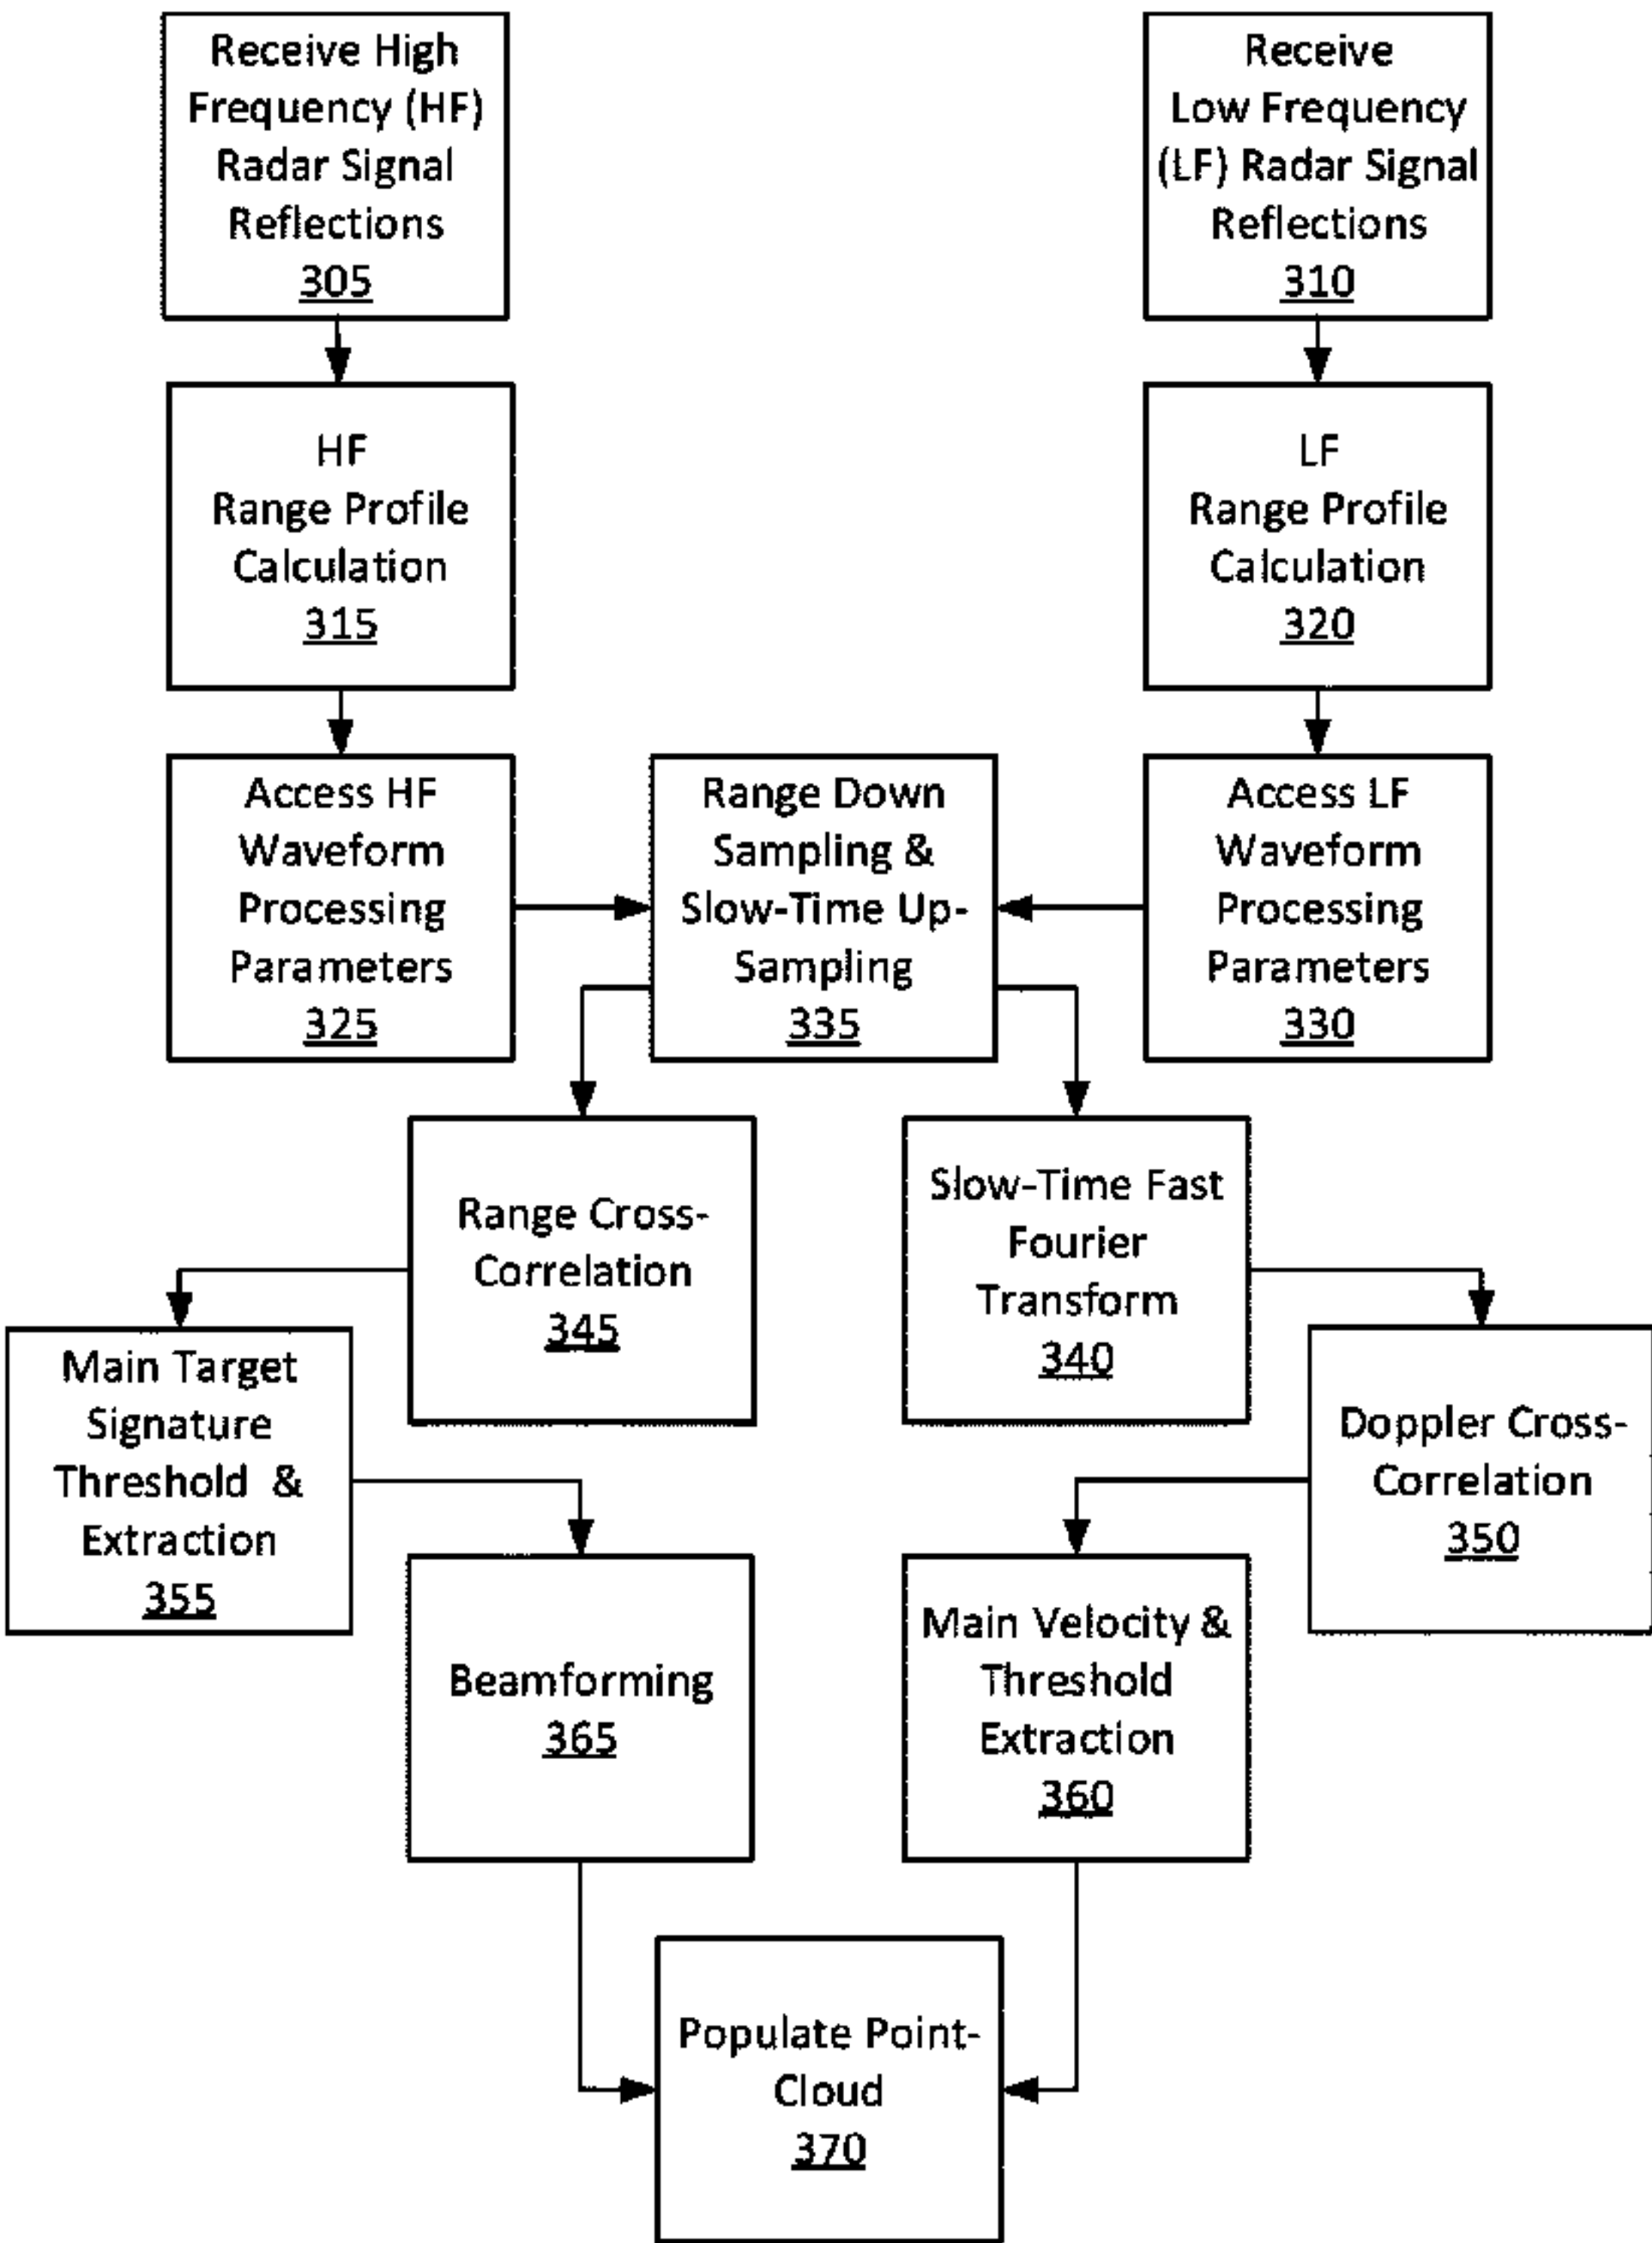 Receive High
Frequency (HF)
Radar Signal
Reflections
305
Receive
Low Frequency
(LF) Radar Signal
Reflections
310
HF
Range Profile
Calculation
315
LF
Range Profile
Calculation
320
Access HF
Waveform
Processing
Parameters
325
Range Down
Sampling &
Slow-Time Up-
Sampling
335
Access LF
Waveform
Processing
Parameters
330
Range Cross-
Correlation
345
Slow-Time Fast
Fourier
Transform
340
Main Target
Signature
Threshold &
Extraction
355
Doppler Cross-
Correlation
350
Beamforming
365
Main Velocity &
Threshold
Extraction
360
Populate Point-
Cloud
370